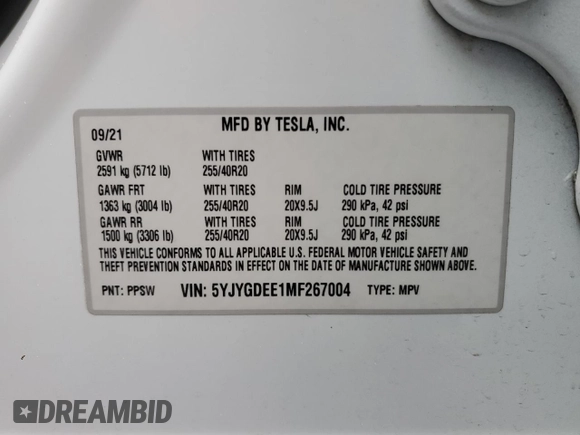 MFD BY TESLA, INC.
09/21
GVWR WITH TIRES
2591 kg (5712 lb) 255/40R20
GAWR FRT WITH TIRES RIM COLD TIRE PRESSURE
1363 kg (3004 lb) 255/40R20 20X9.5J 290 kPa, 42 psi
GAWR RR WITH TIRES RIM COLD TIRE PRESSURE
1500 kg (3306 lb) 255/40R20 20X9.5J 290 kPa, 42 psi
THIS VEHICLE CONFORMS TO ALL APPLICABLE U.S. FEDERAL MOTOR VEHICLE SAFETY AND
THEFT PREVENTION STANDARDS IN EFFECT ON THE DATE OF MANUFACTURE SHOWN ABOVE.
PNT: PPSW VIN: 5YJYGDEE1MF267004 TYPE: MPV
DREAMBID